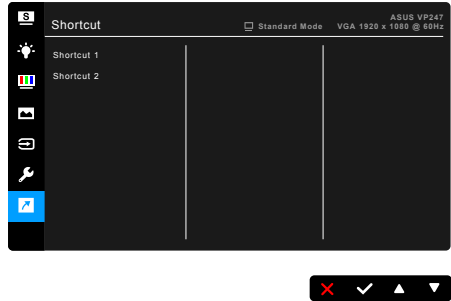 S
Shortcut
Standard Mode
ASUS VP247
VGA 1920 x 1080 @ 60Hz
Shortcut 1
Shortcut 2